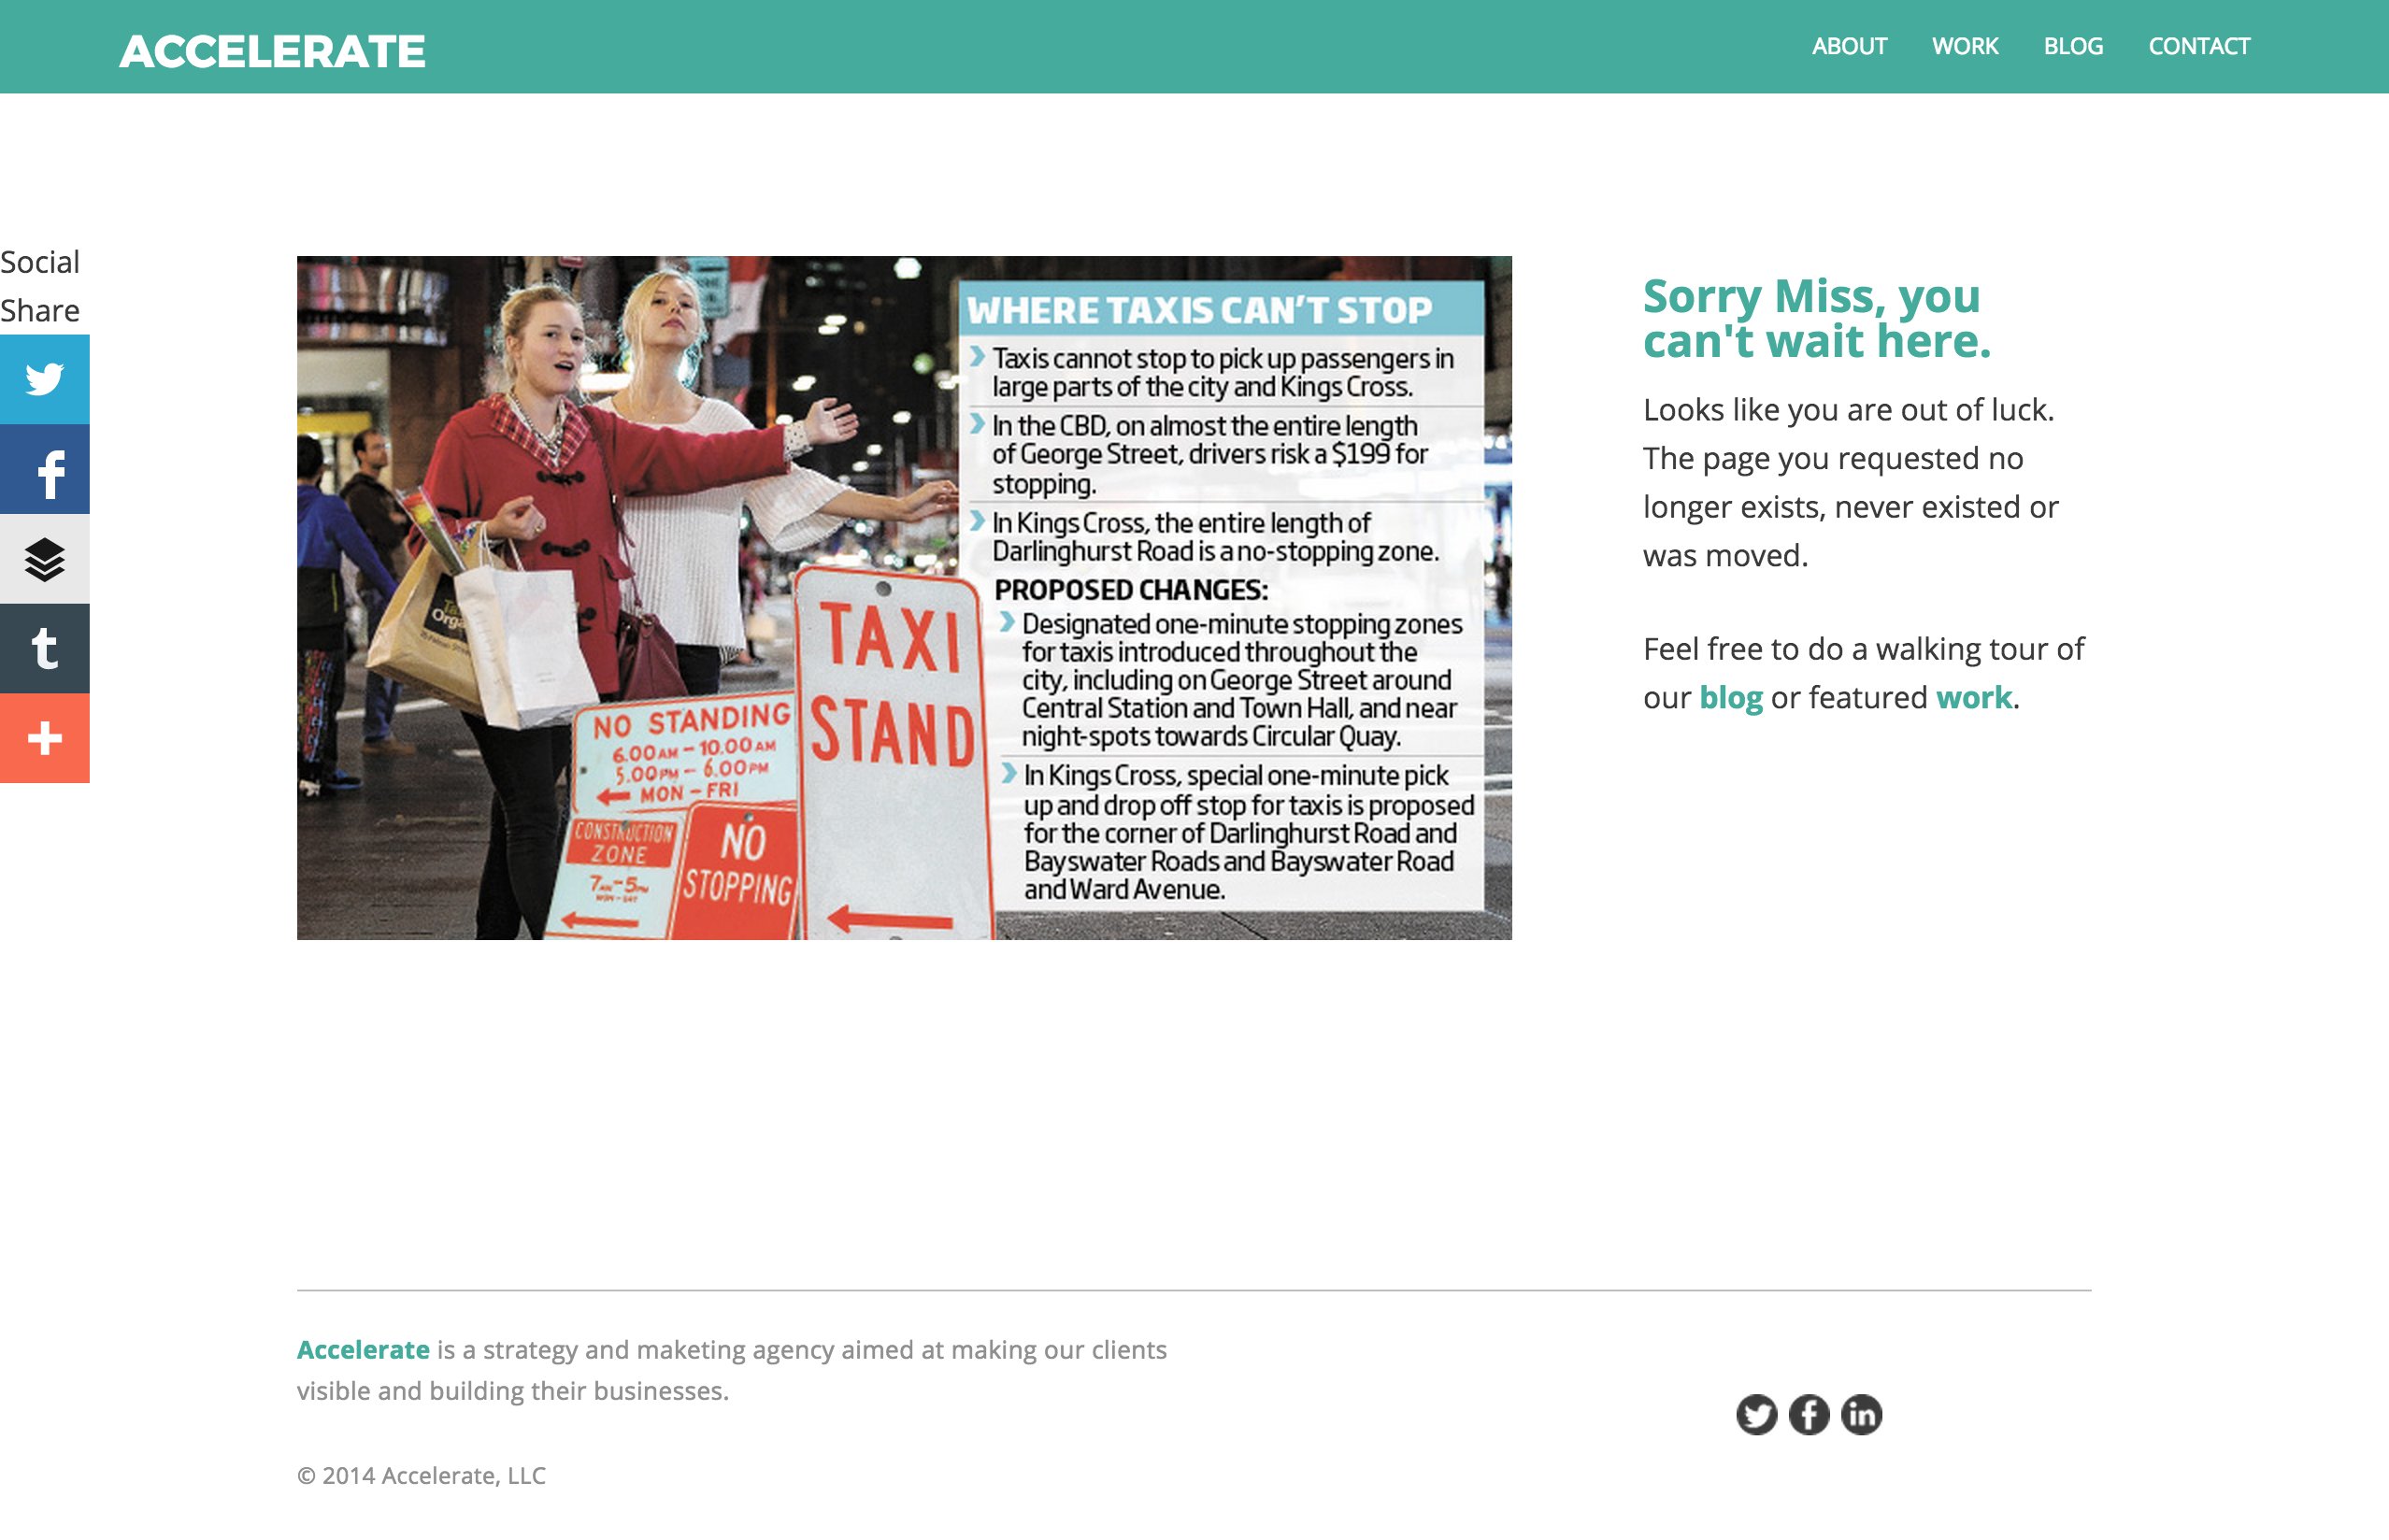 ACCELERATE
ABOUT WORK BLOG CONTACT
Social
Share
WHERE TAXIS CAN'T STOP
Taxis cannot stop to pick up passengers in
large parts of the city and Kings Cross.
In the CBD, on almost the entire length
of George Street, drivers risk a $199 for
stopping.
In Kings Cross, the entire length of
Darlinghurst Road is a no-stopping zone.
PROPOSED CHANGES:
Designated one-minute stopping zones
for taxis introduced throughout the
city, including on George Street around
Central Station and Town Hall, and near
night-spots towards Circular Quay.
In Kings Cross, special one-minute pick
up and drop off stop for taxis is proposed
for the corner of Darlinghurst Road and
Bayswater Roads and Bayswater Road
and Ward Avenue.
TAXI
STAND
NO STANDING
6.00AM – 10.00AM
5.00PM – 6.00PM
MON – FRI
CONSTRUCTION
ZONE
7AM–5PM
MON–SAT
NO
STOPPING
Sorry Miss, you
can't wait here.
Looks like you are out of luck.
The page you requested no
longer exists, never existed or
was moved.
Feel free to do a walking tour of
our blog or featured work.
Accelerate is a strategy and maketing agency aimed at making our clients
visible and building their businesses.
© 2014 Accelerate, LLC